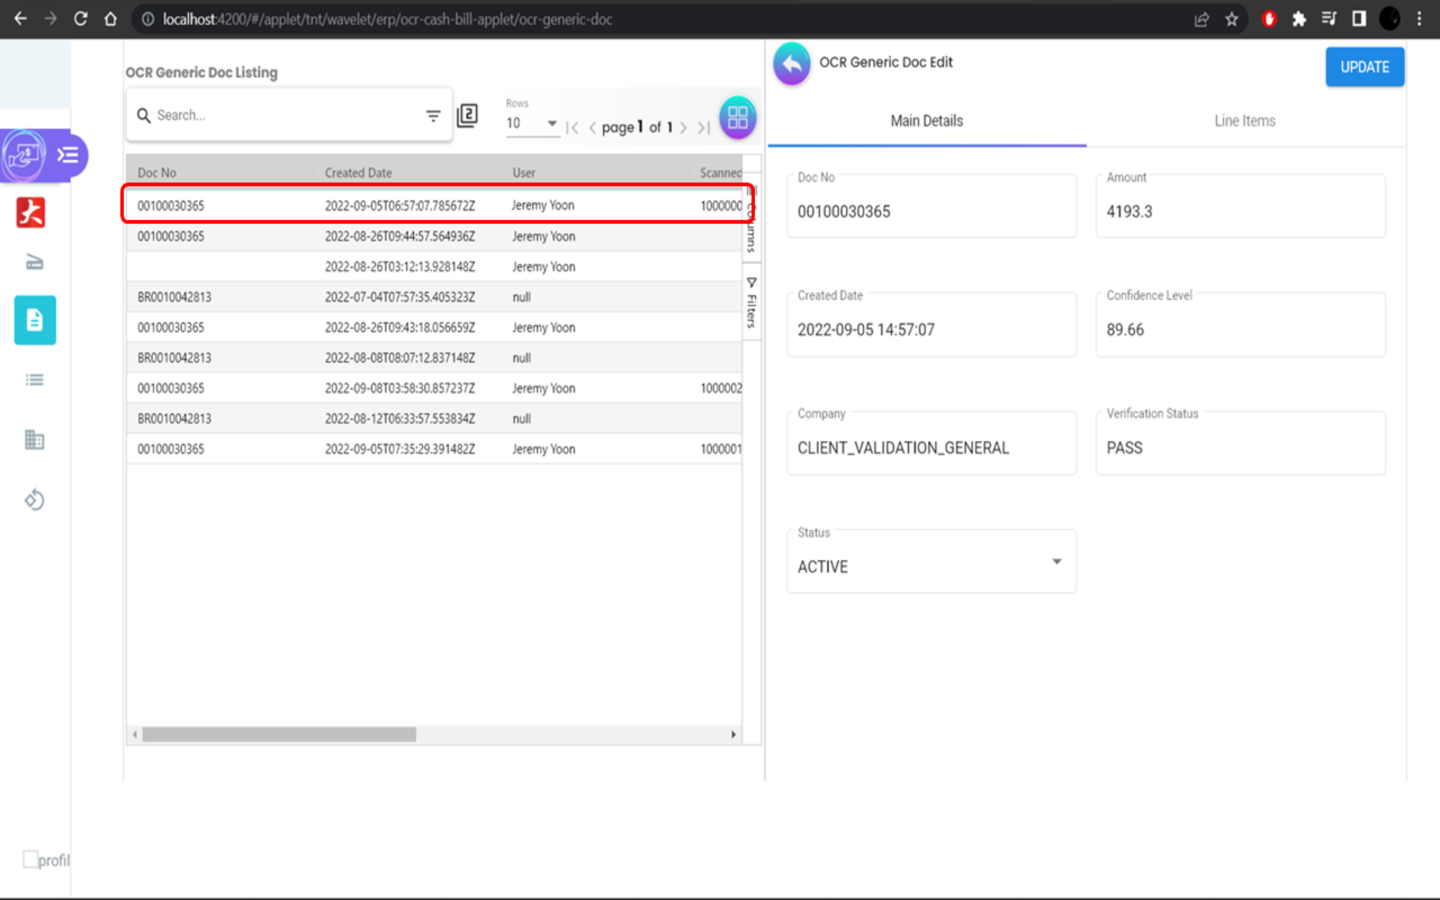 localhost:4200/#/applet/tnt/wavelet/erp/ocr-cash-bill-applet/ocr-generic-doc
OCR Generic Doc Listing
Search...
2
Rows
10
page 1 of 1
Doc No Created Date User Scanned
00100030365 2022-09-05T06:57:07.785672Z Jeremy Yoon 1000000
00100030365 2022-08-26T09:44:57.564936Z Jeremy Yoon
2022-08-26T03:12:13.928148Z Jeremy Yoon
BR0010042813 2022-07-04T07:57:35.405323Z null
00100030365 2022-08-26T09:43:18.056659Z Jeremy Yoon
BR0010042813 2022-08-08T08:07:12.837148Z null
00100030365 2022-09-08T03:58:30.857237Z Jeremy Yoon 1000002
BR0010042813 2022-08-12T06:33:57.553834Z null
00100030365 2022-09-05T07:35:29.391482Z Jeremy Yoon 1000001
Columns
Filters
OCR Generic Doc Edit
UPDATE
Main Details
Line Items
Doc No
00100030365
Amount
4193.3
Created Date
2022-09-05 14:57:07
Confidence Level
89.66
Company
CLIENT_VALIDATION_GENERAL
Verification Status
PASS
Status
ACTIVE
profil